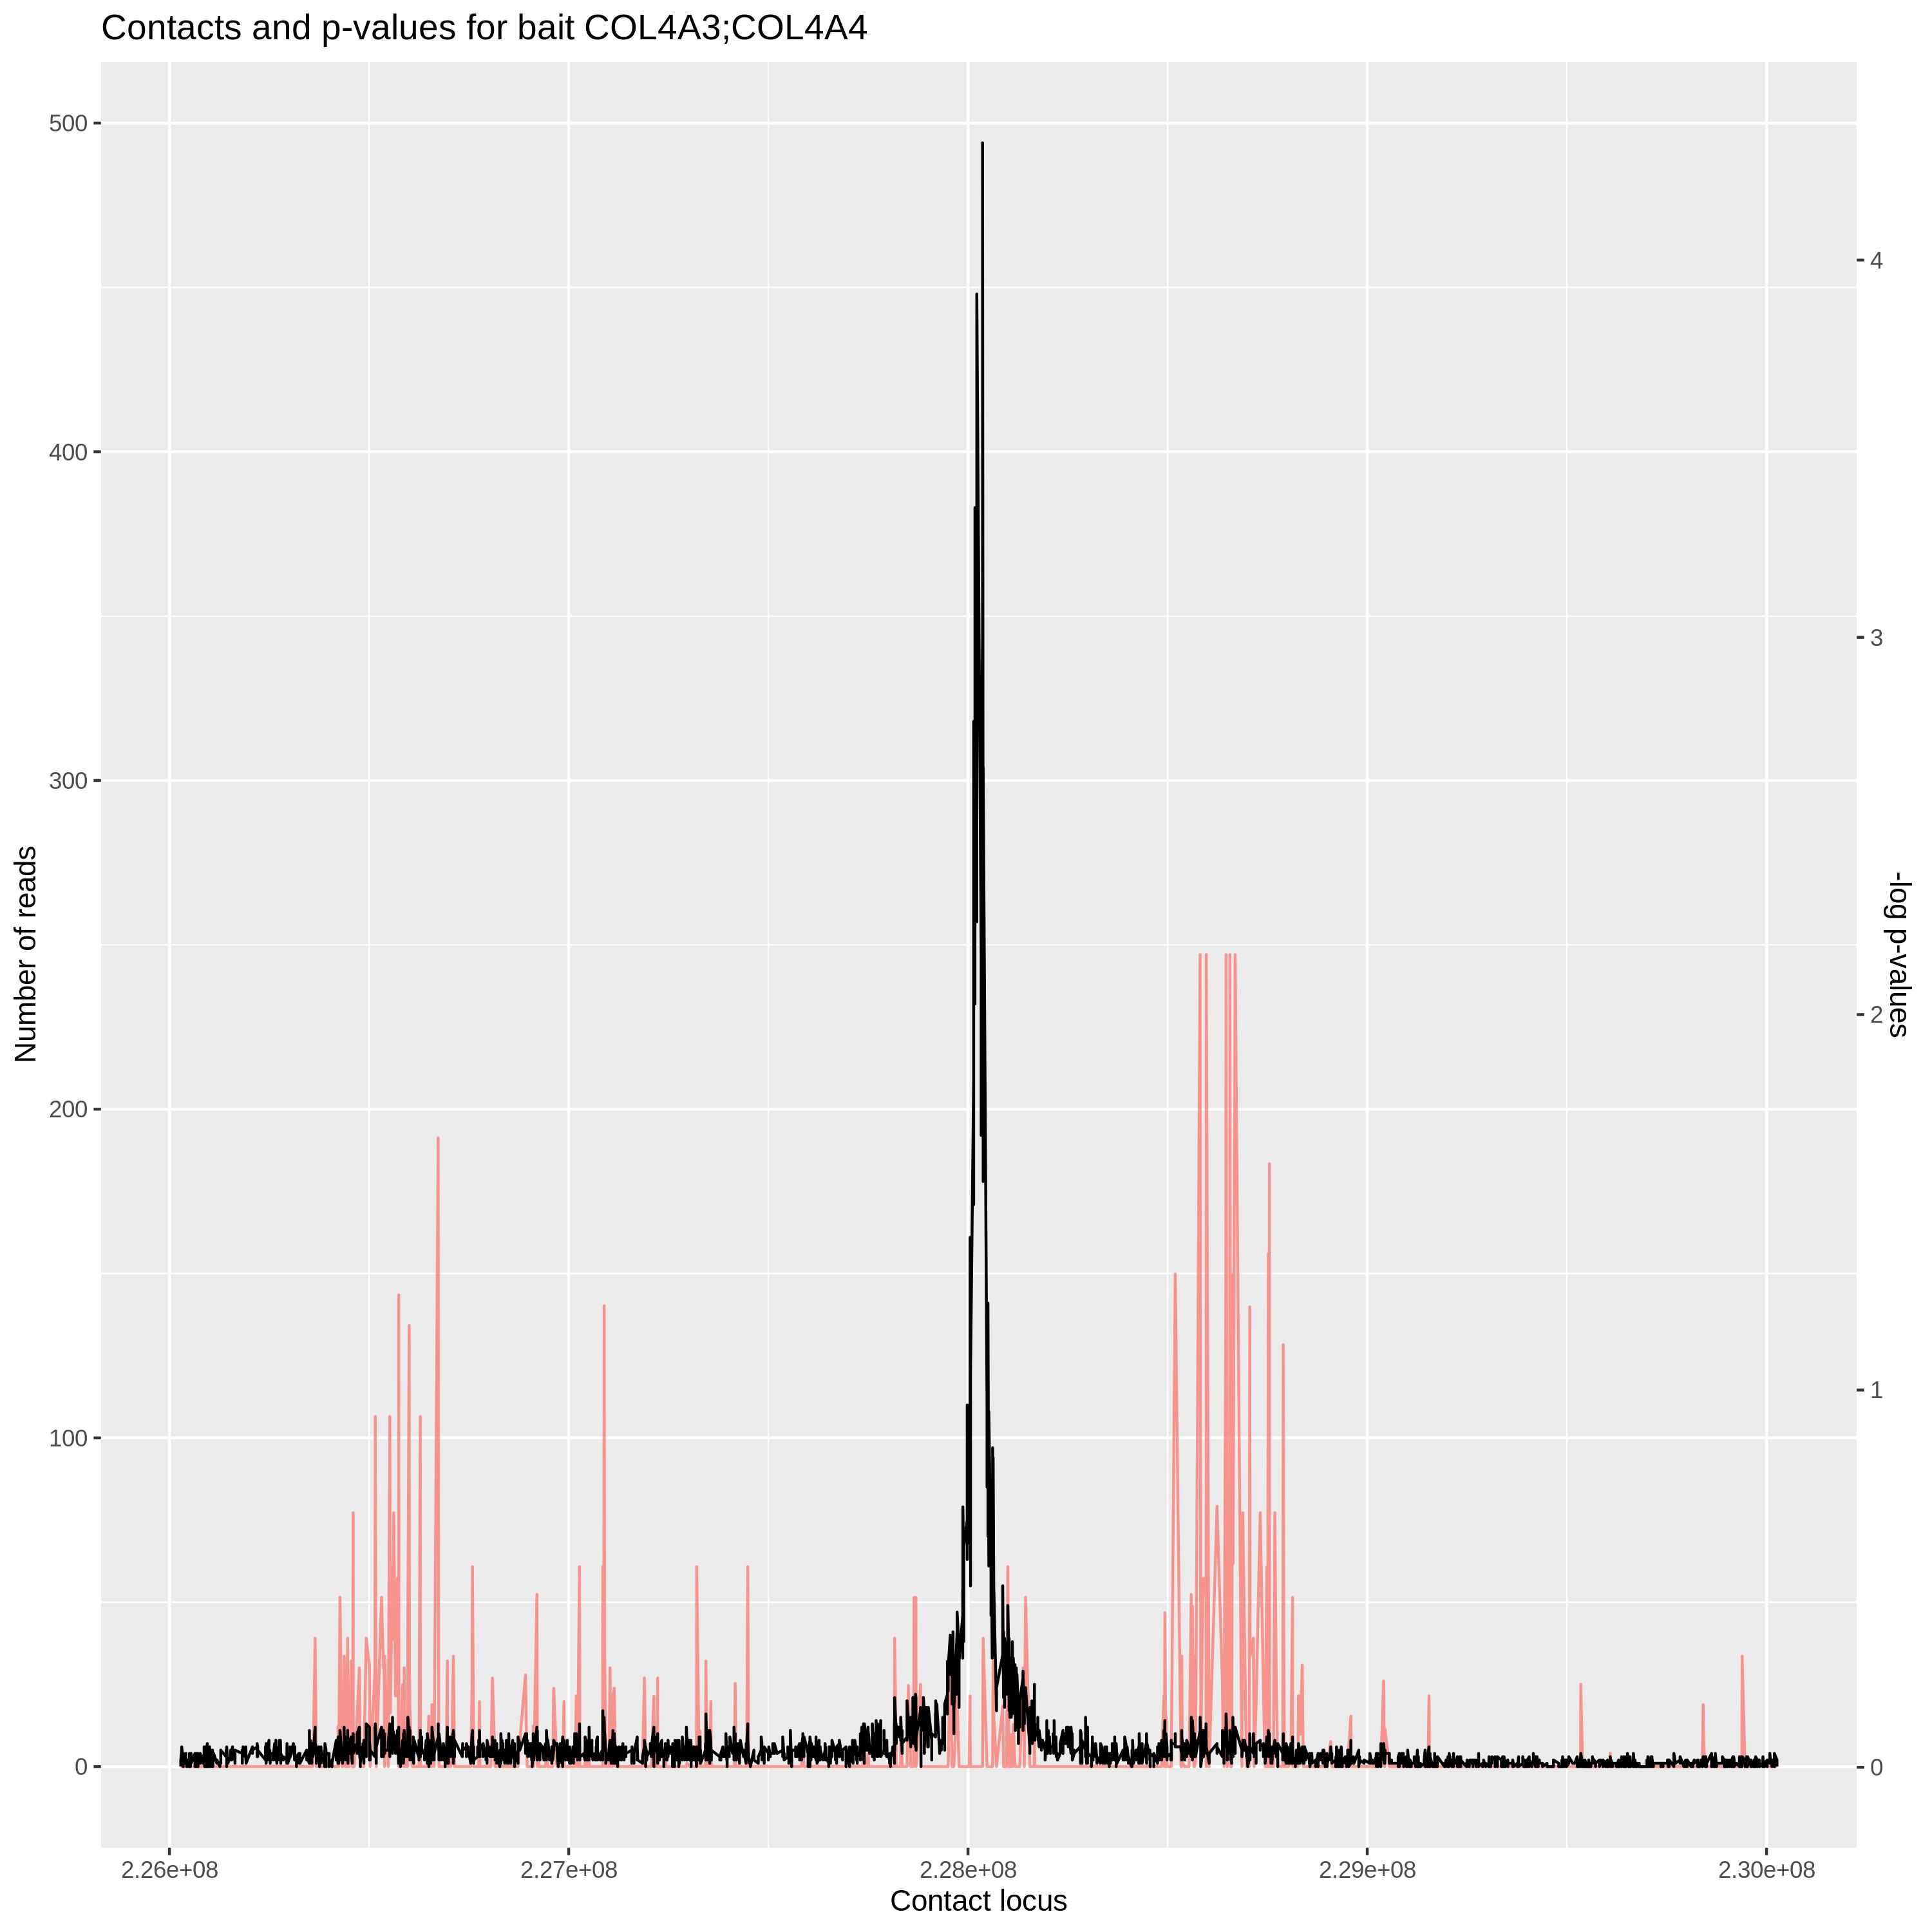 Contacts and p-values for bait COL4A3;COL4A4
500
400
300
200
100
0
Number of reads
4
3
2
1
0
-log p-values
2.26e+08
2.27e+08
2.28e+08
2.29e+08
2.30e+08
Contact locus